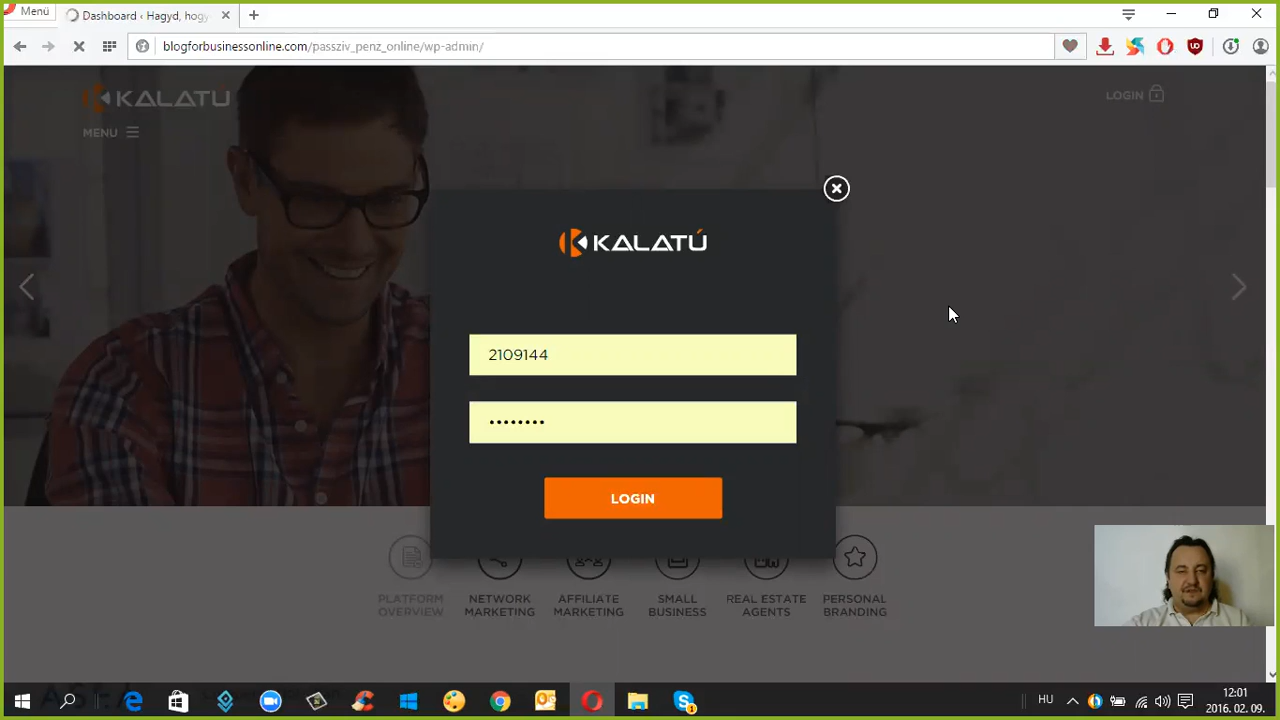 Menü
Dashboard ‹ Hagyd, hogy
blogforbusinessonline.com/passziv_penz_online/wp-admin/
KALATÚ
LOGIN
MENU
KALATÚ
2109144
LOGIN
PLATFORM
OVERVIEW
NETWORK
MARKETING
AFFILIATE
MARKETING
SMALL
BUSINESS
REAL ESTATE
AGENTS
PERSONAL
BRANDING
HU
12:01
2016. 02. 09.